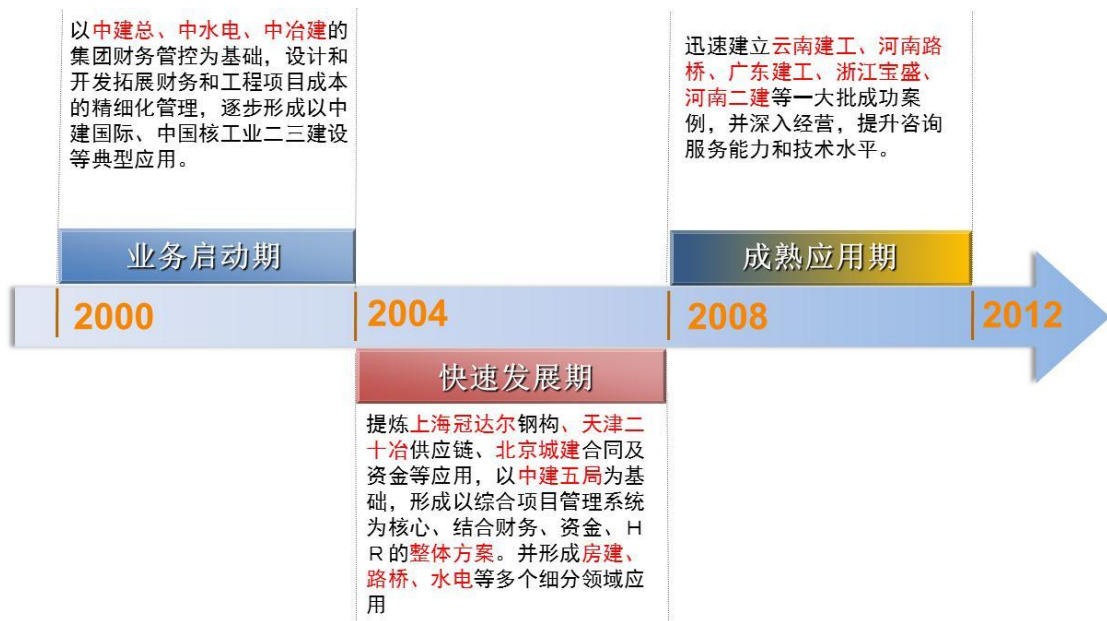 以中建总、中水电、中冶建的
集团财务管控为基础，设计和
开发拓展财务和工程项目成本
的精细化管理，逐步形成以中
建国际、中国核工业二三建设
等典型应用。
迅速建立云南建工、河南路
桥、广东建工、浙江宝盛、
河南二建等一大批成功案
例，并深入经营，提升咨询
服务能力和技术水平。
业务启动期
成熟应用期
2000
2004
2008
2012
快速发展期
提炼上海冠达尔钢构、天津二
十冶供应链、北京城建合同及
资金等应用，以中建五局为基
础，形成以综合项目管理系统
为核心、结合财务、资金、Ｈ
Ｒ的整体方案。并形成房建、
路桥、水电等多个细分领域应
用